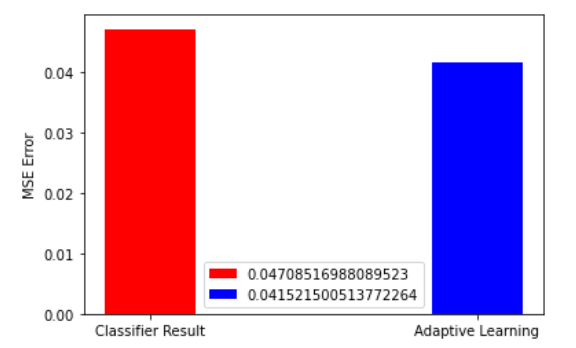 MSE Error
0.04
0.03
0.02
0.01
0.00
0.04708516988089523
0.041521500513772264
Classifier Result
Adaptive Learning